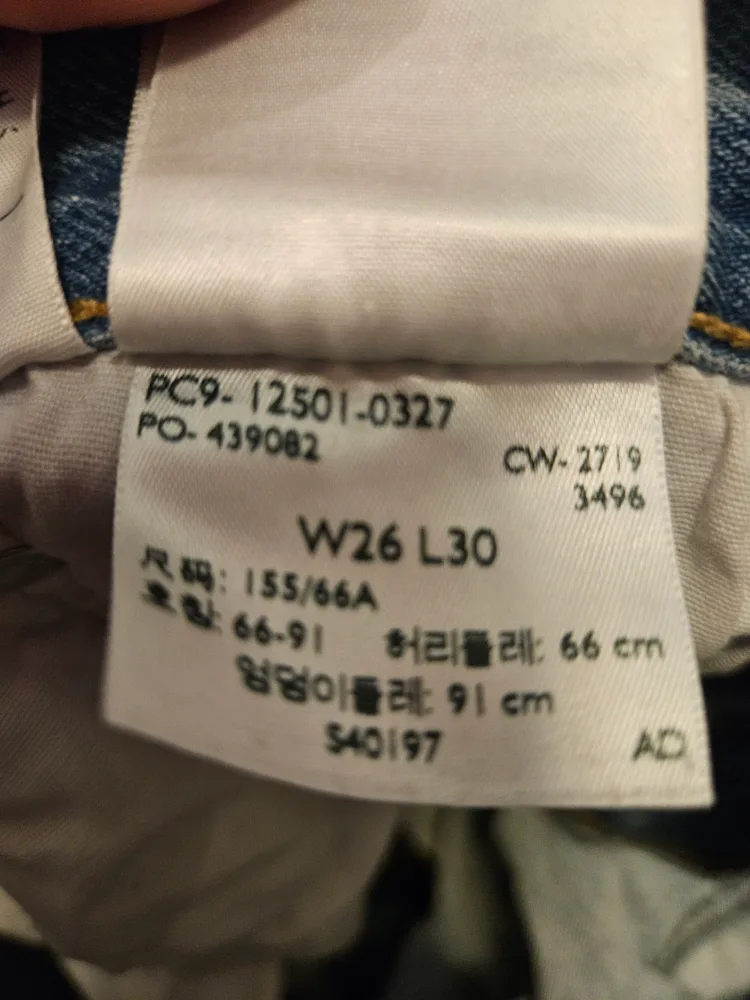 PC9- 12501-0327
PO- 439082
CW- 2719
3496
W26 L30
尺码: 155/66A
호칭: 66-91 허리둘레: 66 cm
엉덩이둘레: 91 cm
S40197 AD